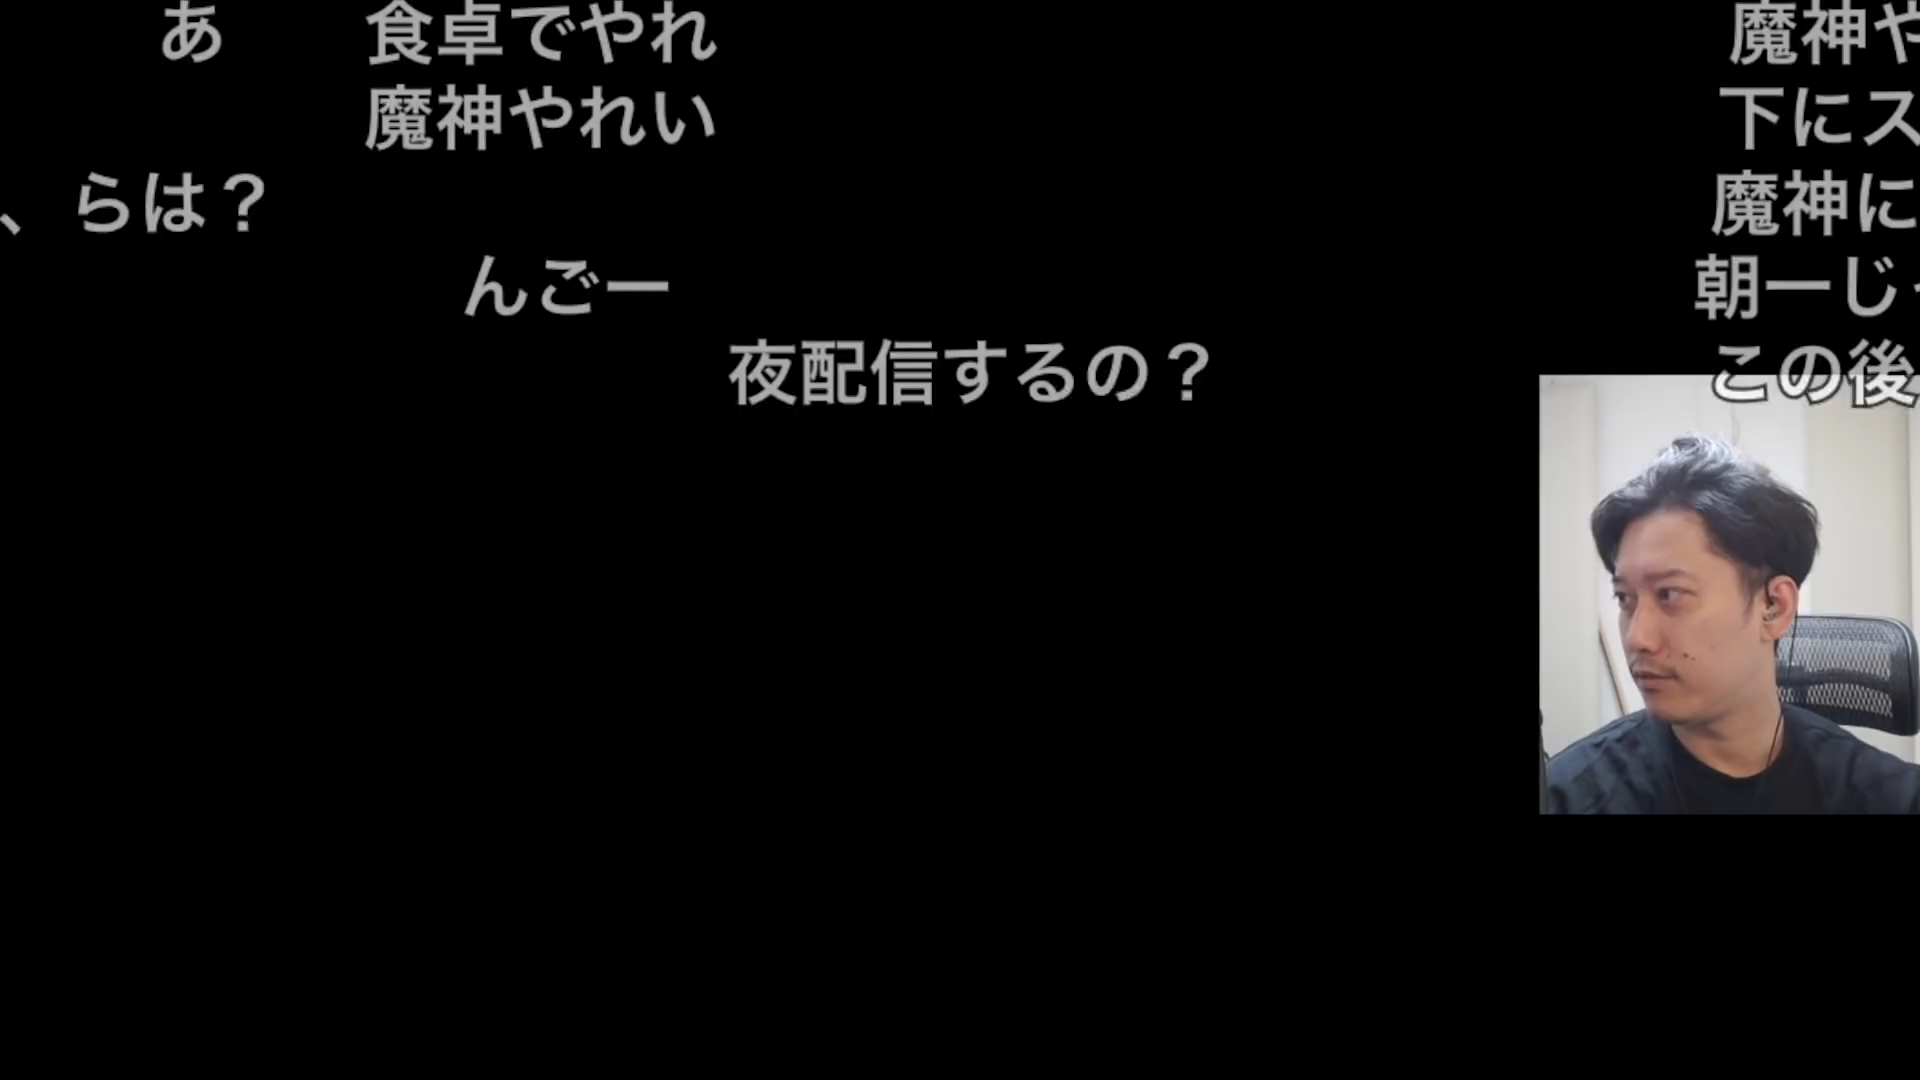 あ 食卓でやれ 魔神や
魔神やれい 下にス
、らは？ 魔神に
んごー 朝一じ
夜配信するの？ この後